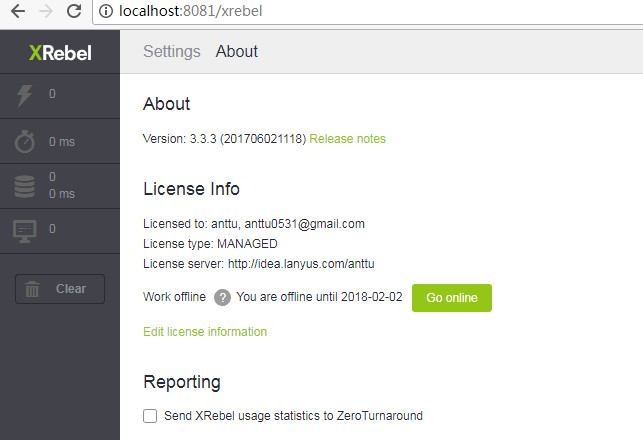 localhost:8081/xrebel
XRebel
Settings About
0
0 ms
0
0 ms
0
Clear
About
Version: 3.3.3 (201706021118) Release notes
License Info
Licensed to: anttu, anttu0531@gmail.com
License type: MANAGED
License server: http://idea.lanyus.com/anttu
Work offline ? You are offline until 2018-02-02 Go online
Edit license information
Reporting
Send XRebel usage statistics to ZeroTurnaround